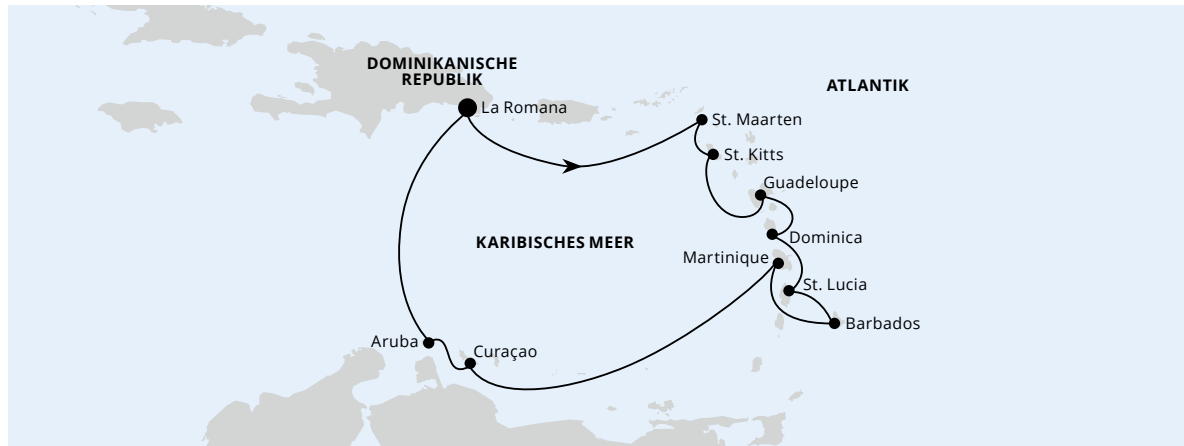 DOMINIKANISCHE
REPUBLIK
ATLANTIK
La Romana
St. Maarten
St. Kitts
Guadeloupe
Dominica
KARIBISCHES MEER
Martinique
St. Lucia
Barbados
Aruba
Curaçao